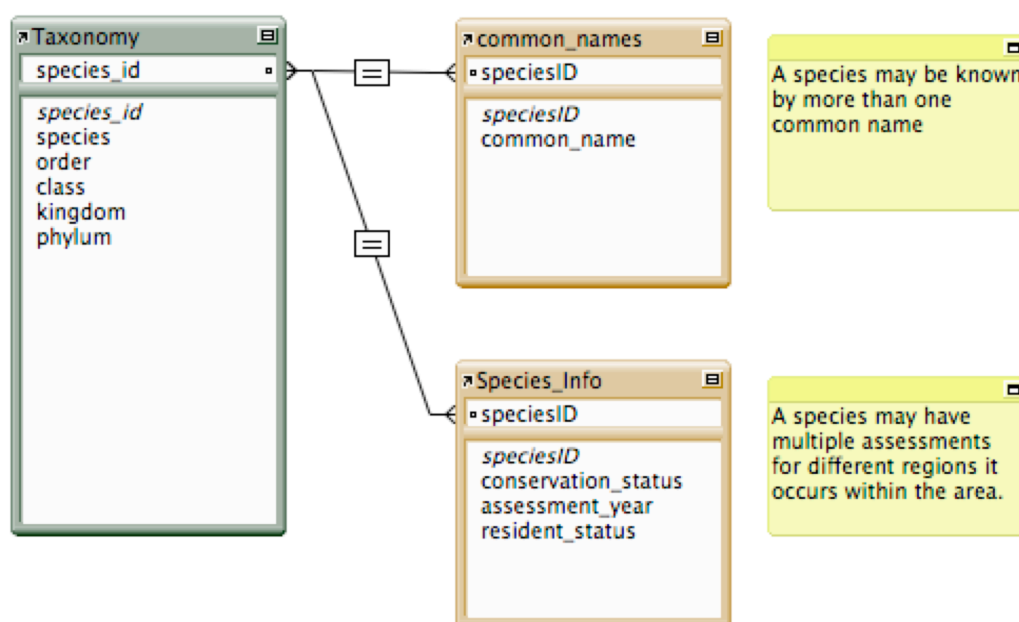 Taxonomy
species_id
species_id
species
order
class
kingdom
phylum
=
=
common_names
speciesID
speciesID
common_name
A species may be known
by more than one
common name
Species_Info
speciesID
speciesID
conservation_status
assessment_year
resident_status
A species may have
multiple assessments
for different regions it
occurs within the area.